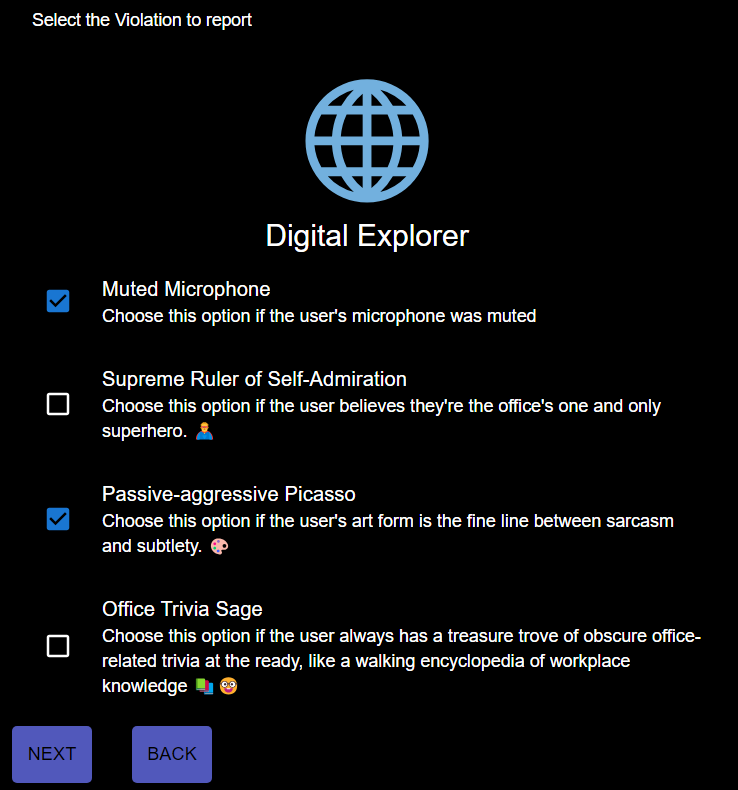 Select the Violation to report
Digital Explorer
Muted Microphone
Choose this option if the user's microphone was muted
Supreme Ruler of Self-Admiration
Choose this option if the user believes they're the office's one and only
superhero. 🦸‍♂️
Passive-aggressive Picasso
Choose this option if the user's art form is the fine line between sarcasm
and subtlety. 🎨
Office Trivia Sage
Choose this option if the user always has a treasure trove of obscure office-
related trivia at the ready, like a walking encyclopedia of workplace
knowledge 📚🤓
NEXT BACK